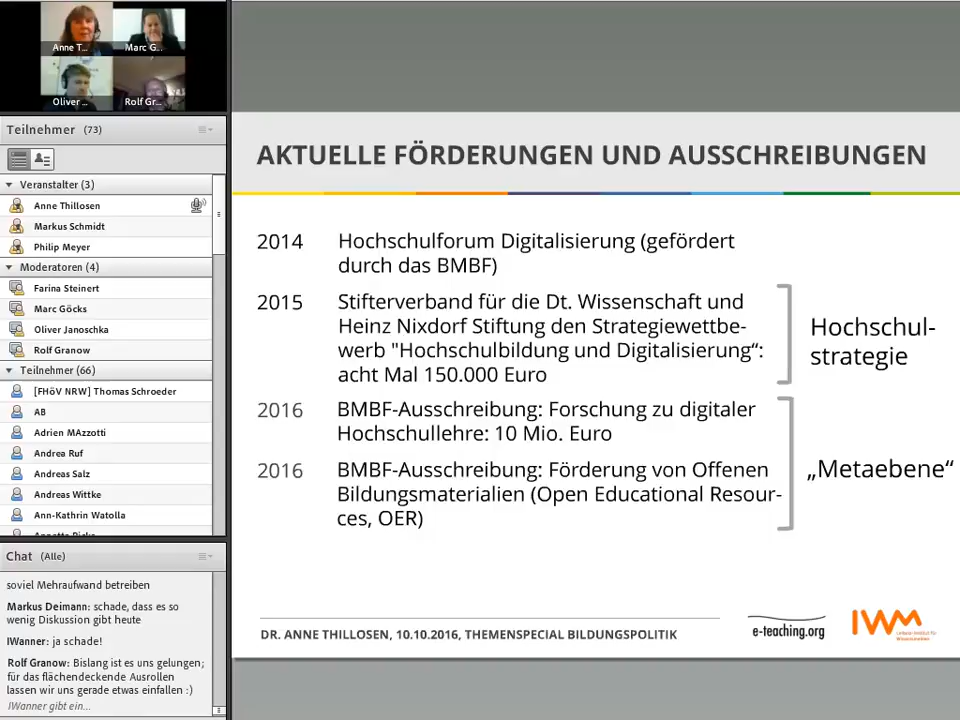 Anne T...
Marc G...
Oliver ...
Rolf Gr...
Teilnehmer (73)
Veranstalter (3)
Anne Thillosen
Markus Schmidt
Philip Meyer
Moderatoren (4)
Farina Steinert
Marc Göcks
Oliver Janoschka
Rolf Granow
Teilnehmer (66)
[FHöV NRW] Thomas Schroeder
AB
Adrien MAzzotti
Andrea Ruf
Andreas Salz
Andreas Wittke
Ann-Kathrin Watolla
Chat (Alle)
soviel Mehraufwand betreiben
Markus Deimann: schade, dass es so
wenig Diskussion gibt heute
IWanner: ja schade!
Rolf Granow: Bislang ist es uns gelungen;
für das flächendeckende Ausrollen
lassen wir uns gerade etwas einfallen :)
IWanner gibt ein...
AKTUELLE FÖRDERUNGEN UND AUSSCHREIBUNGEN
2014 Hochschulforum Digitalisierung (gefördert
durch das BMBF)
2015 Stifterverband für die Dt. Wissenschaft und
Heinz Nixdorf Stiftung den Strategiewettbe-
werb "Hochschulbildung und Digitalisierung“:
acht Mal 150.000 Euro
Hochschul-
strategie
2016 BMBF-Ausschreibung: Forschung zu digitaler
Hochschullehre: 10 Mio. Euro
2016 BMBF-Ausschreibung: Förderung von Offenen
Bildungsmaterialien (Open Educational Resour-
ces, OER)
„Metaebene“
DR. ANNE THILLOSEN, 10.10.2016, THEMENSPECIAL BILDUNGSPOLITIK
e-teaching.org
IWM